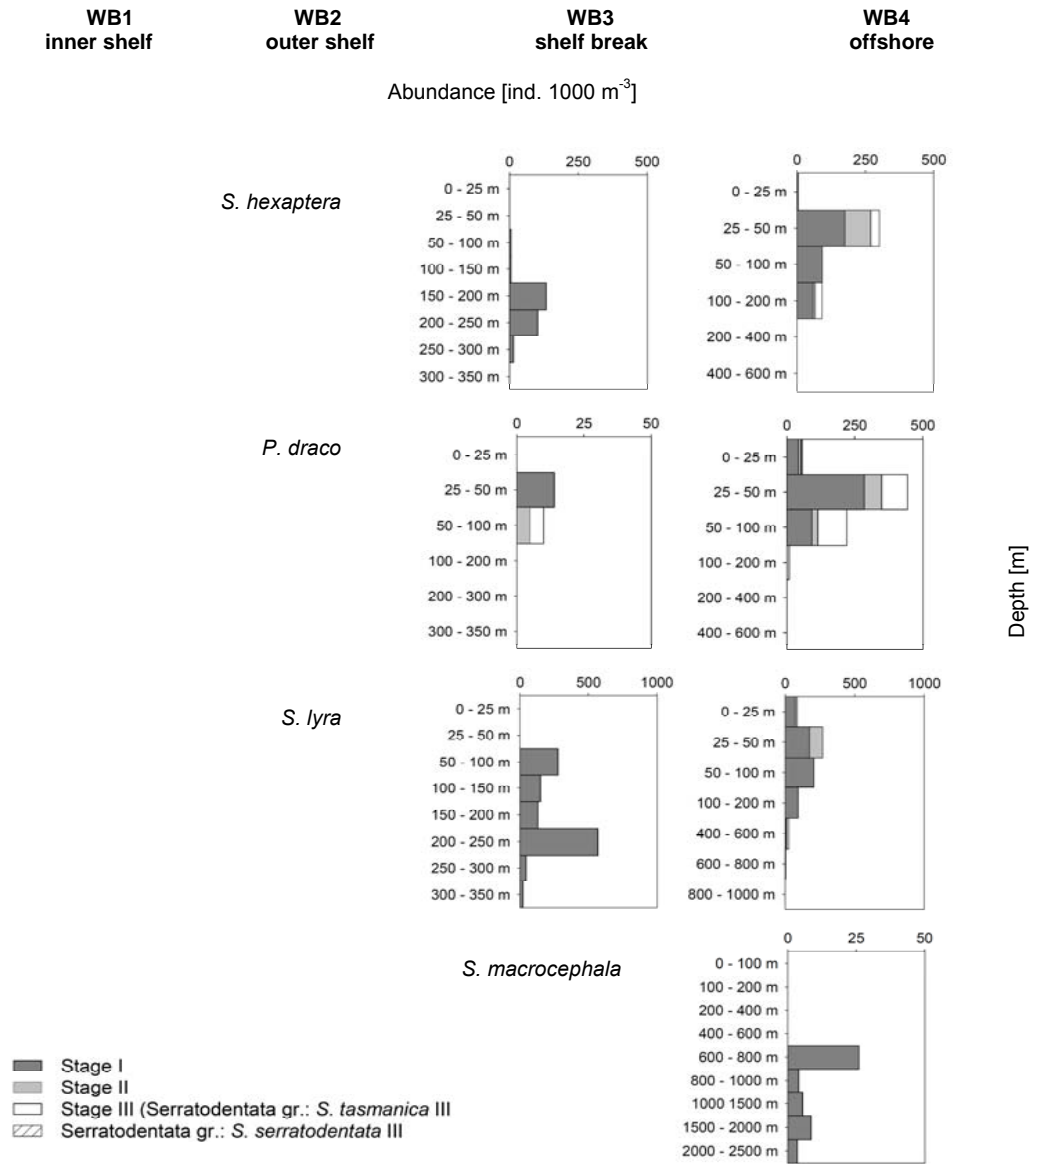 WB1 WB2 WB3 WB4
inner shelf outer shelf shelf break offshore
Abundance [ind. 1000 m-3]
S. hexaptera
0 250 500
0 - 25 m
25 - 50 m
50 - 100 m
100 - 150 m
150 - 200 m
200 - 250 m
250 - 300 m
300 - 350 m
0 250 500
0 - 25 m
25 - 50 m
50 - 100 m
100 - 200 m
200 - 400 m
400 - 600 m
P. draco
0 25 50
0 - 25 m
25 - 50 m
50 - 100 m
100 - 200 m
200 - 300 m
300 - 350 m
0 250 500
0 - 25 m
25 - 50 m
50 - 100 m
100 - 200 m
200 - 400 m
400 - 600 m
Depth [m]
S. lyra
0 500 1000
0 - 25 m
25 - 50 m
50 - 100 m
100 - 150 m
150 - 200 m
200 - 250 m
250 - 300 m
300 - 350 m
0 500 1000
0 - 25 m
25 - 50 m
50 - 100 m
100 - 200 m
400 - 600 m
600 - 800 m
800 - 1000 m
S. macrocephala
0 25 50
0 - 100 m
100 - 200 m
200 - 400 m
400 - 600 m
600 - 800 m
800 - 1000 m
1000 1500 m
1500 - 2000 m
2000 - 2500 m
Stage I
Stage II
Stage III (Serratodentata gr.: S. tasmanica III
Serratodentata gr.: S. serratodentata III